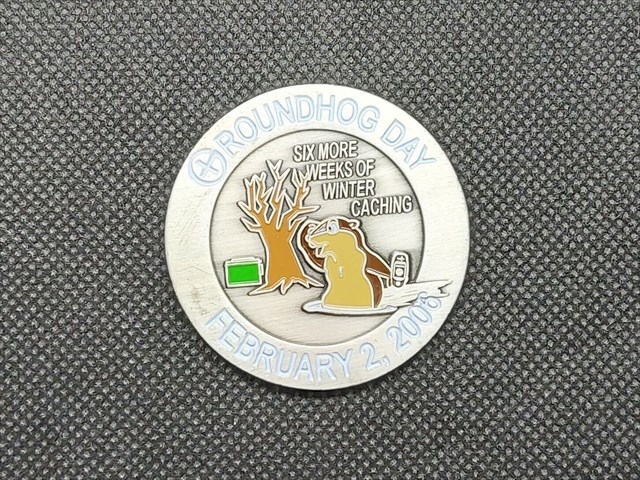 GROUNDHOG DAY
SIX MORE
WEEKS OF
WINTER
CACHING
FEBRUARY 2, 2008